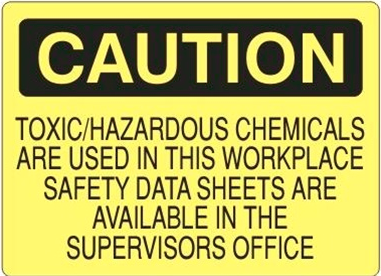 CAUTION
TOXIC/HAZARDOUS CHEMICALS
ARE USED IN THIS WORKPLACE
SAFETY DATA SHEETS ARE
AVAILABLE IN THE
SUPERVISORS OFFICE